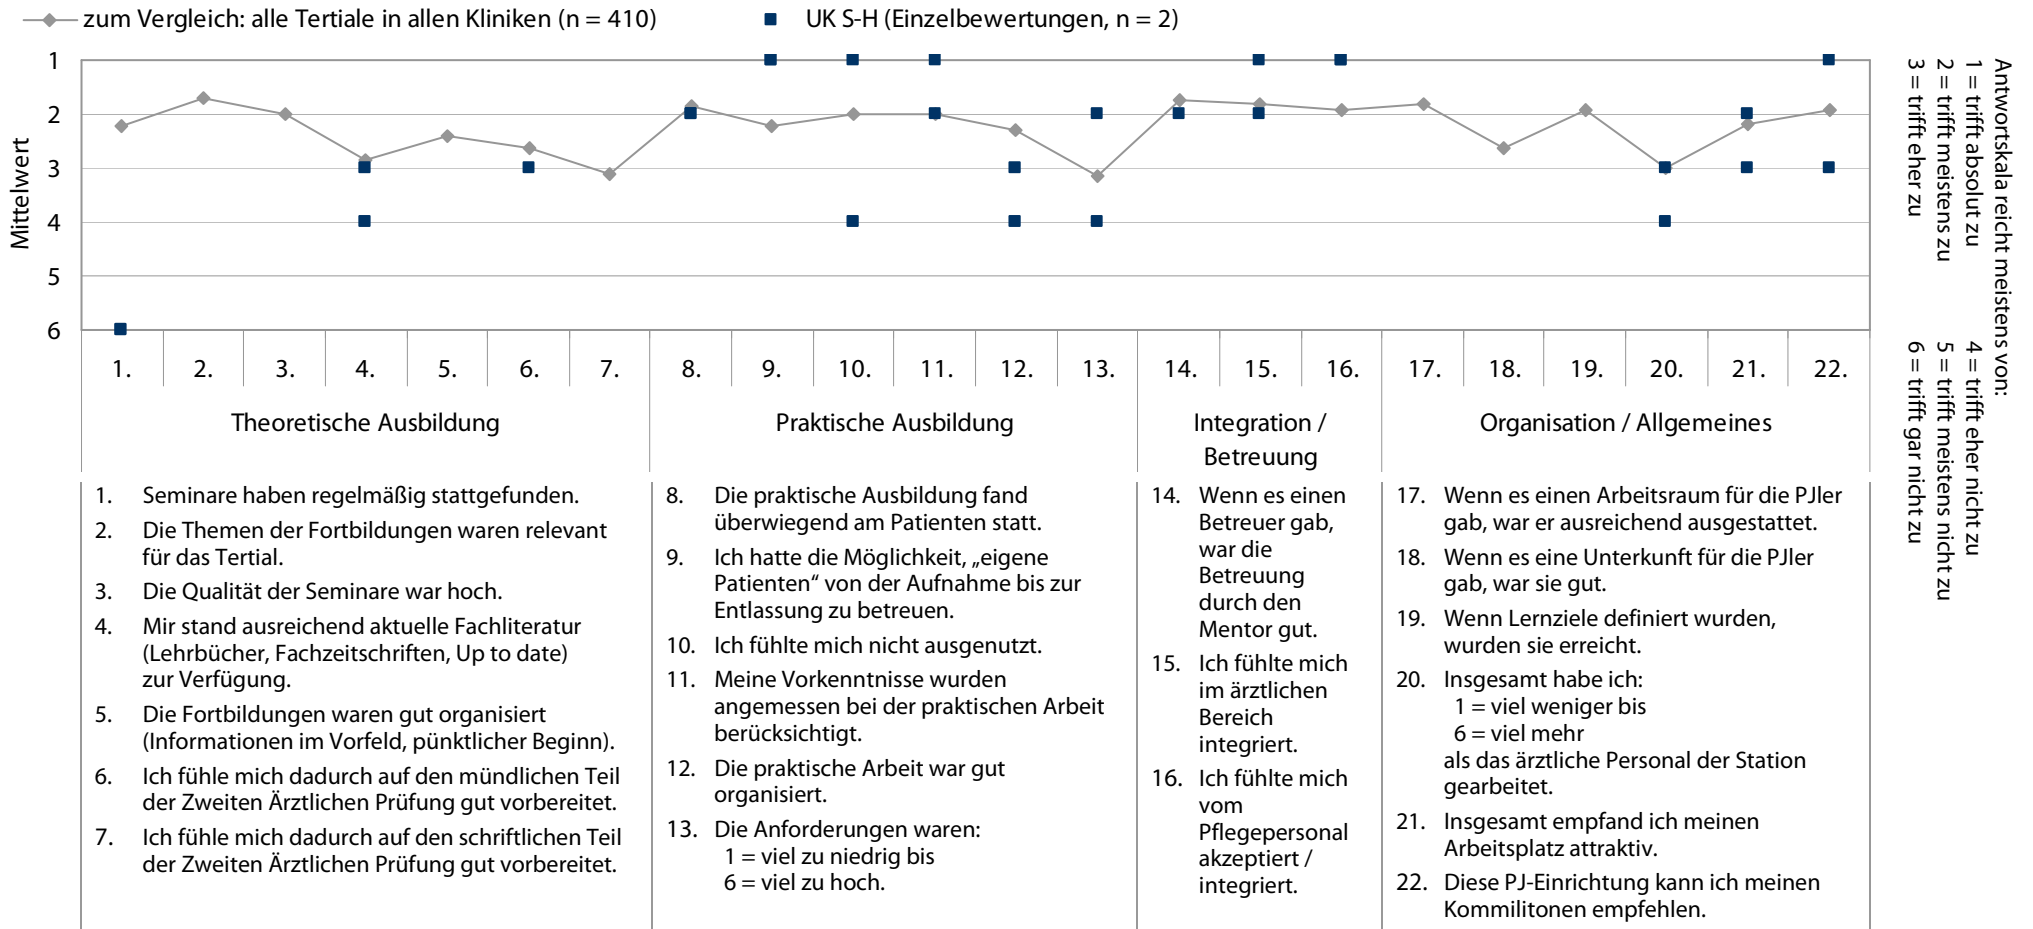 zum Vergleich: alle Tertiale in allen Kliniken (n = 410)
UK S-H (Einzelbewertungen, n = 2)
Mittelwert
1
2
3
4
5
6
1. 2. 3. 4. 5. 6. 7. 8. 9. 10. 11. 12. 13. 14. 15. 16. 17. 18. 19. 20. 21. 22.
Theoretische Ausbildung
Praktische Ausbildung
Integration /
Betreuung
Organisation / Allgemeines
1. Seminare haben regelmäßig stattgefunden.
2. Die Themen der Fortbildungen waren relevant
für das Tertial.
3. Die Qualität der Seminare war hoch.
4. Mir stand ausreichend aktuelle Fachliteratur
(Lehrbücher, Fachzeitschriften, Up to date)
zur Verfügung.
5. Die Fortbildungen waren gut organisiert
(Informationen im Vorfeld, pünktlicher Beginn).
6. Ich fühle mich dadurch auf den mündlichen Teil
der Zweiten Ärztlichen Prüfung gut vorbereitet.
7. Ich fühle mich dadurch auf den schriftlichen Teil
der Zweiten Ärztlichen Prüfung gut vorbereitet.
8. Die praktische Ausbildung fand
überwiegend am Patienten statt.
9. Ich hatte die Möglichkeit, „eigene
Patienten“ von der Aufnahme bis zur
Entlassung zu betreuen.
10. Ich fühlte mich nicht ausgenutzt.
11. Meine Vorkenntnisse wurden
angemessen bei der praktischen Arbeit
berücksichtigt.
12. Die praktische Arbeit war gut
organisiert.
13. Die Anforderungen waren:
1 = viel zu niedrig bis
6 = viel zu hoch.
14. Wenn es einen
Betreuer gab,
war die
Betreuung
durch den
Mentor gut.
15. Ich fühlte mich
im ärztlichen
Bereich
integriert.
16. Ich fühlte mich
vom
Pflegepersonal
akzeptiert /
integriert.
17. Wenn es einen Arbeitsraum für die PJler
gab, war er ausreichend ausgestattet.
18. Wenn es eine Unterkunft für die PJler
gab, war sie gut.
19. Wenn Lernziele definiert wurden,
wurden sie erreicht.
20. Insgesamt habe ich:
1 = viel weniger bis
6 = viel mehr
als das ärztliche Personal der Station
gearbeitet.
21. Insgesamt empfand ich meinen
Arbeitsplatz attraktiv.
22. Diese PJ-Einrichtung kann ich meinen
Kommilitonen empfehlen.
Antwortskala reicht meistens von:
1 = trifft absolut zu
2 = trifft meistens zu
3 = trifft eher zu
4 = trifft eher nicht zu
5 = trifft meistens nicht zu
6 = trifft gar nicht zu